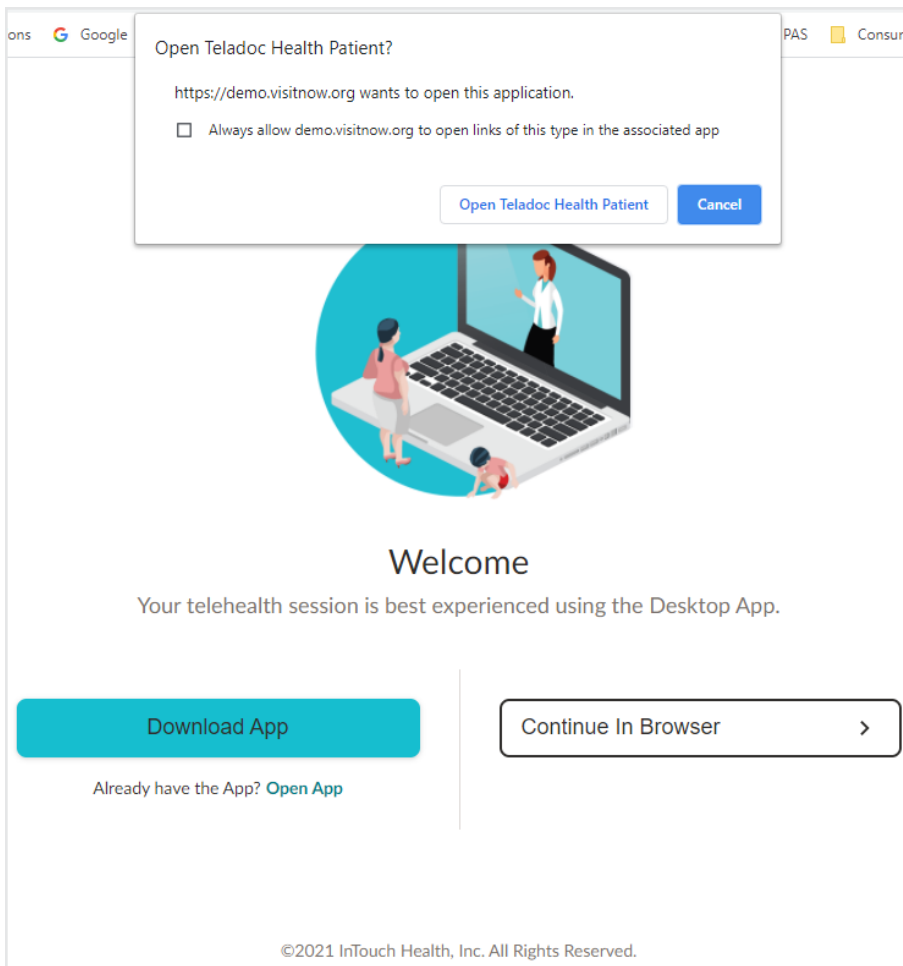 ons Google PAS Consur
Open Teladoc Health Patient?
https://demo.visitnow.org wants to open this application.
Always allow demo.visitnow.org to open links of this type in the associated app
Open Teladoc Health Patient Cancel
Welcome
Your telehealth session is best experienced using the Desktop App.
Download App Continue In Browser
Already have the App? Open App
©2021 InTouch Health, Inc. All Rights Reserved.